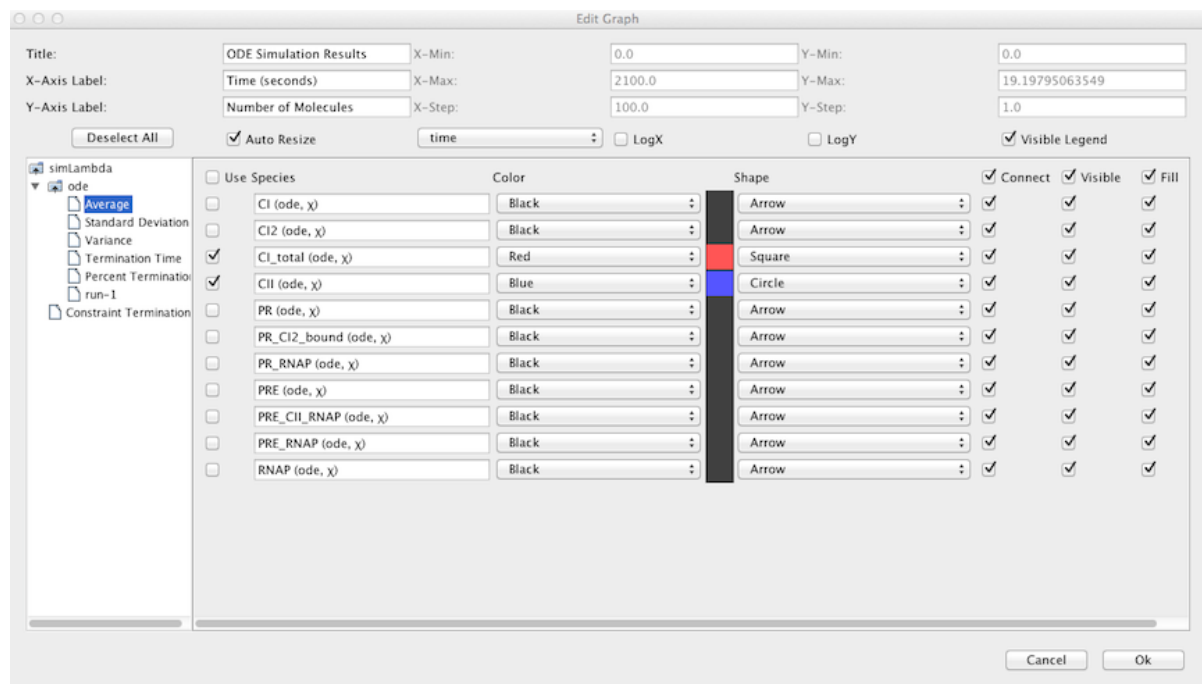 Edit Graph
Title: ODE Simulation Results X-Min: 0.0 Y-Min: 0.0
X-Axis Label: Time (seconds) X-Max: 2100.0 Y-Max: 19.19795063549
Y-Axis Label: Number of Molecules X-Step: 100.0 Y-Step: 1.0
Deselect All Auto Resize time LogX LogY Visible Legend
simLambda
ode
Average
Standard Deviation
Variance
Termination Time
Percent Terminatio
run-1
Constraint Termination
Use Species Color Shape Connect Visible Fill
CI (ode, χ) Black Arrow
CI2 (ode, χ) Black Arrow
CI_total (ode, χ) Red Square
CII (ode, χ) Blue Circle
PR (ode, χ) Black Arrow
PR_CI2_bound (ode, χ) Black Arrow
PR_RNAP (ode, χ) Black Arrow
PRE (ode, χ) Black Arrow
PRE_CII_RNAP (ode, χ) Black Arrow
PRE_RNAP (ode, χ) Black Arrow
RNAP (ode, χ) Black Arrow
Cancel Ok